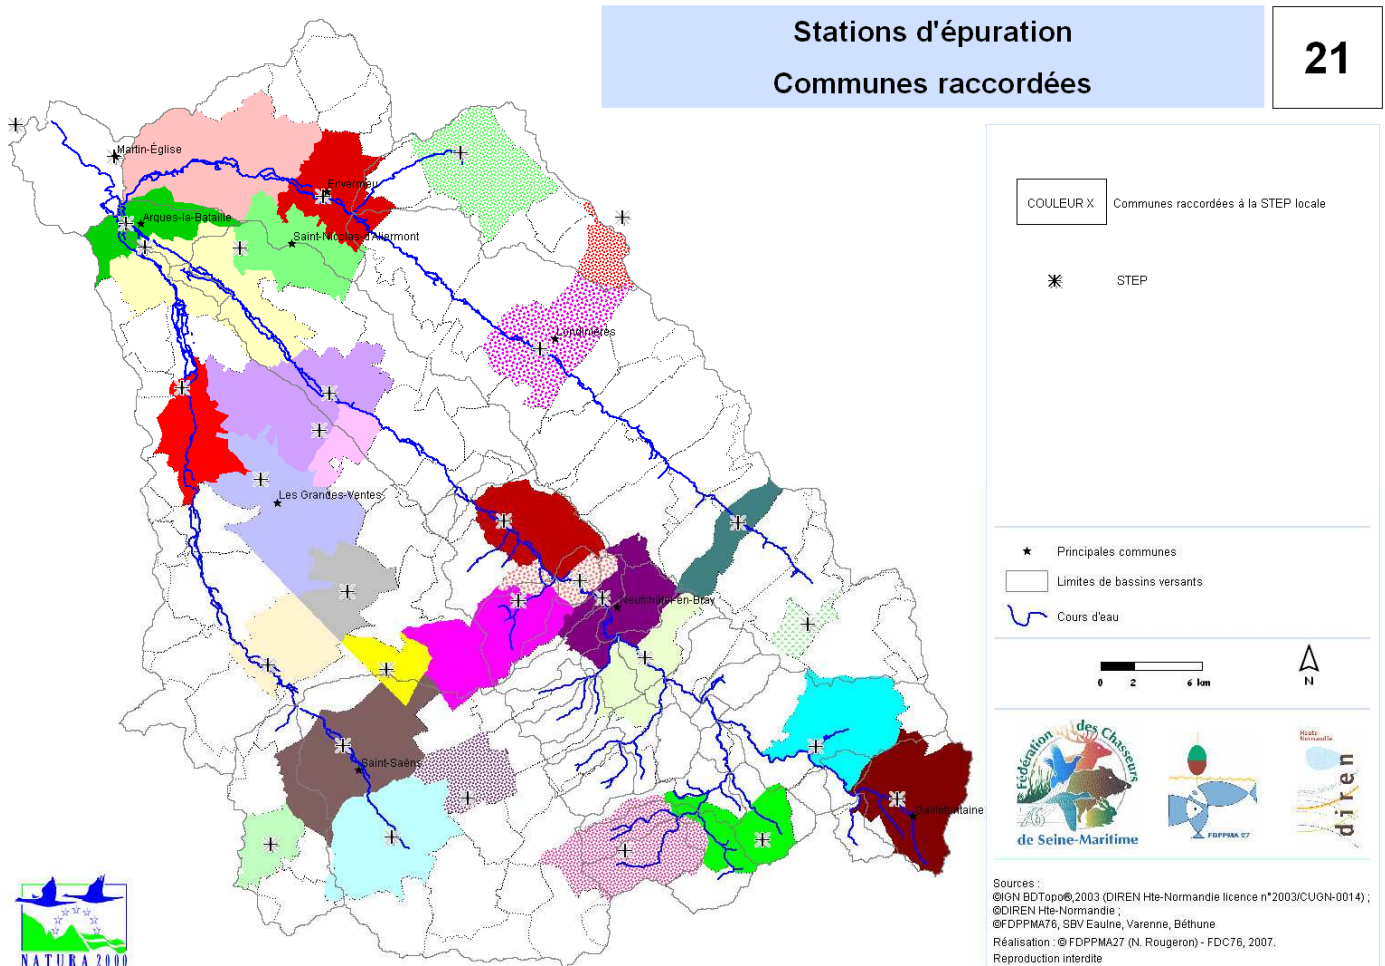 Stations d'épuration
Communes raccordées
21
Martin-Église
Envermeu
Arques-la-Bataille
Saint-Nicolas-d'Aliermont
Londinières
Les Grandes-Ventes
Neufchâtel-en-Bray
Saint-Saëns
Gaillefontaine
COULEUR X
Communes raccordées à la STEP locale
STEP
Principales communes
Limites de bassins versants
Cours d'eau
0 2 6 km
N
Fédération des Chasseurs
76
de Seine-Maritime
FDPPMA 27
Haute-Normandie
diren
NATURA 2000
Sources :
©IGN BDTopo®,2003 (DIREN Hte-Normandie licence n°2003/CUGN-0014) ;
©DIREN Hte-Normandie ;
©FDPPMA76, SBV Eaulne, Varenne, Béthune
Réalisation : © FDPPMA27 (N. Rougeron) - FDC76, 2007.
Reproduction interdite